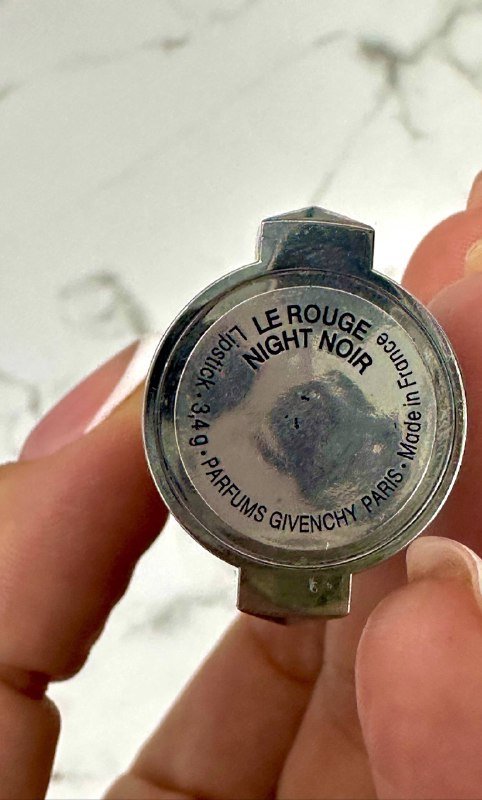 LE ROUGE
NIGHT NOIR
Lipstick • 3,4 g • PARFUMS GIVENCHY PARIS • Made in France